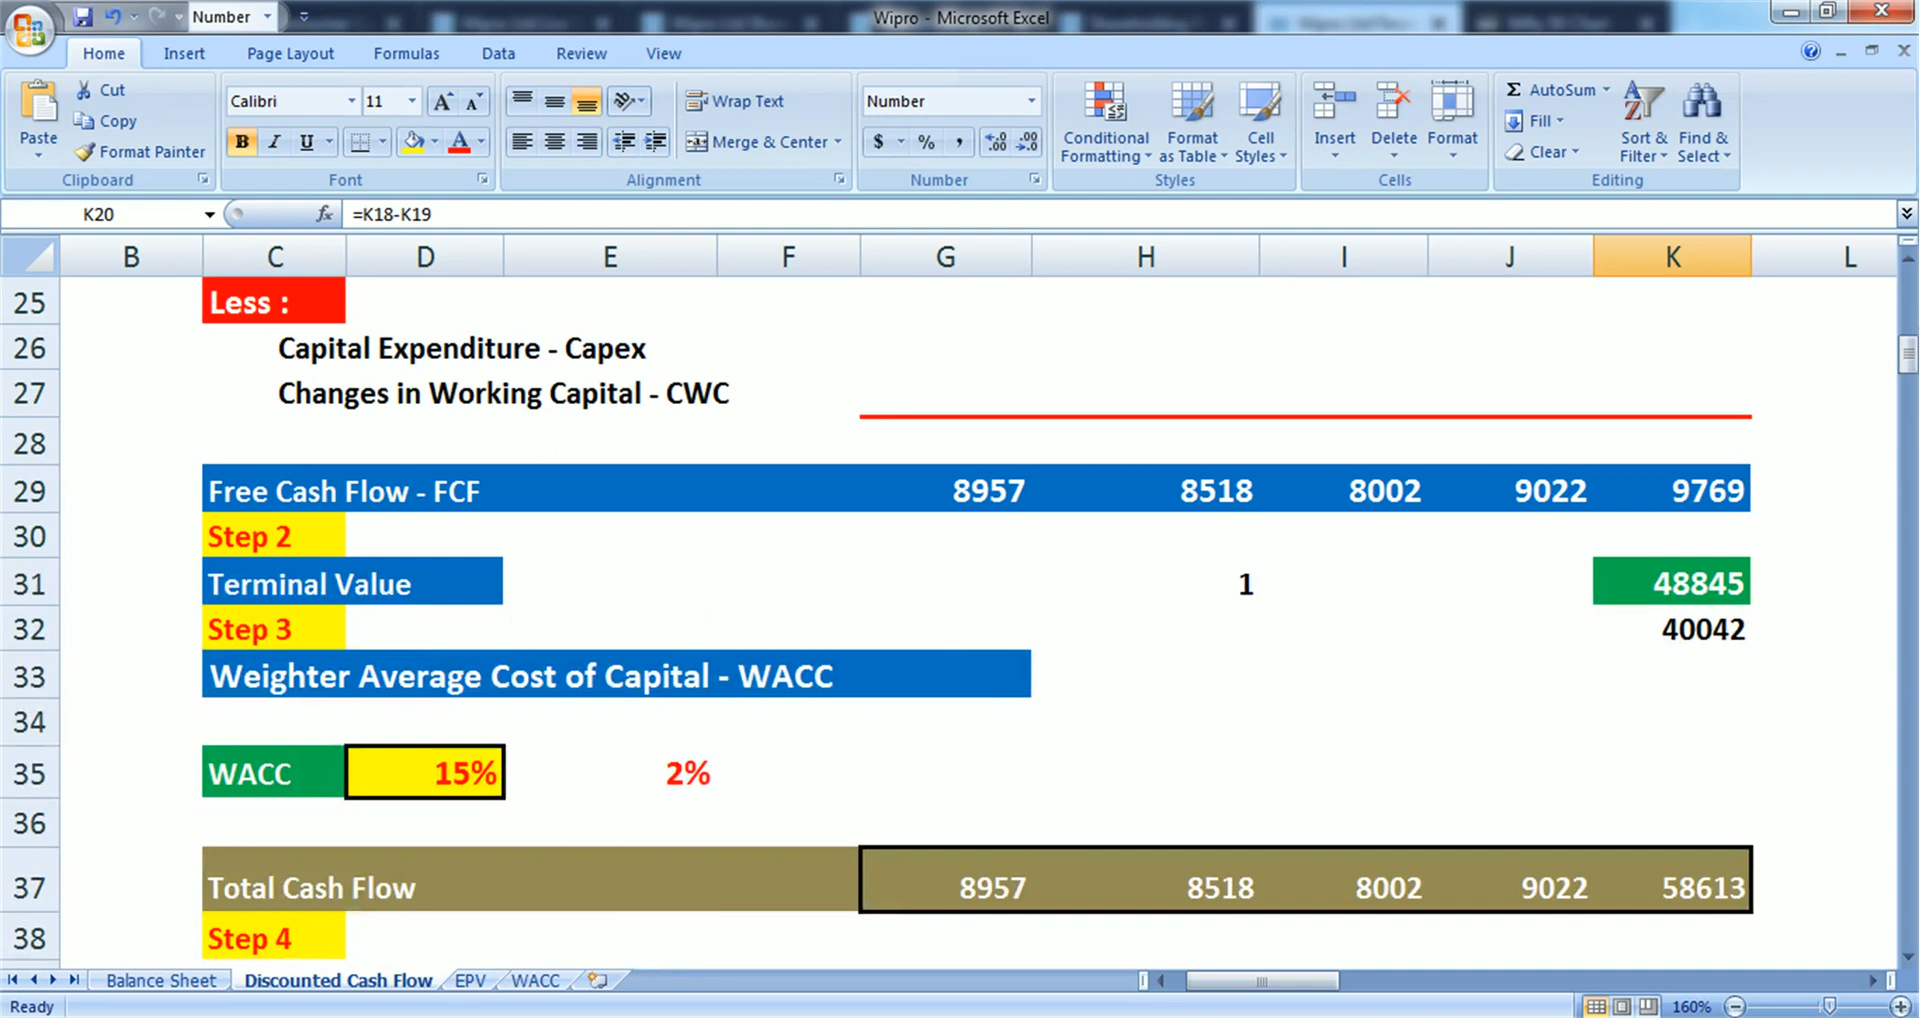 Number
Wipro - Microsoft Excel
Home Insert Page Layout Formulas Data Review View
Paste
Cut
Copy
Format Painter
Clipboard
Calibri 11
B I U A
Font
Wrap Text
Merge & Center
Alignment
Number
$ % ,
Number
Conditional Formatting
Format as Table
Cell Styles
Styles
Insert Delete Format
Cells
Σ AutoSum
Fill
Clear
Sort & Filter
Find & Select
Editing
K20 fx =K18-K19
B C D E F G H I J K L
25 Less :
26 Capital Expenditure - Capex
27 Changes in Working Capital - CWC
28
29 Free Cash Flow - FCF 8957 8518 8002 9022 9769
30 Step 2
31 Terminal Value 1 48845
32 Step 3 40042
33 Weighter Average Cost of Capital - WACC
34
35 WACC 15% 2%
36
37 Total Cash Flow 8957 8518 8002 9022 58613
38 Step 4
Balance Sheet Discounted Cash Flow EPV WACC
Ready 160%